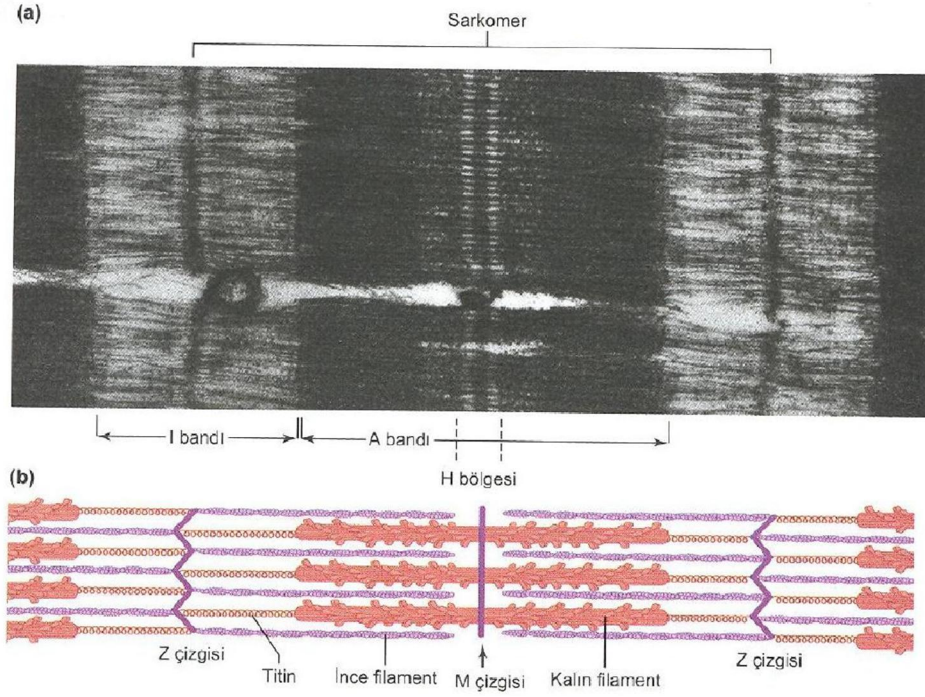 (a)
Sarkomer
I bandı
A bandı
H bölgesi
(b)
Z çizgisi
Titin
İnce filament
M çizgisi
Kalın filament
Z çizgisi